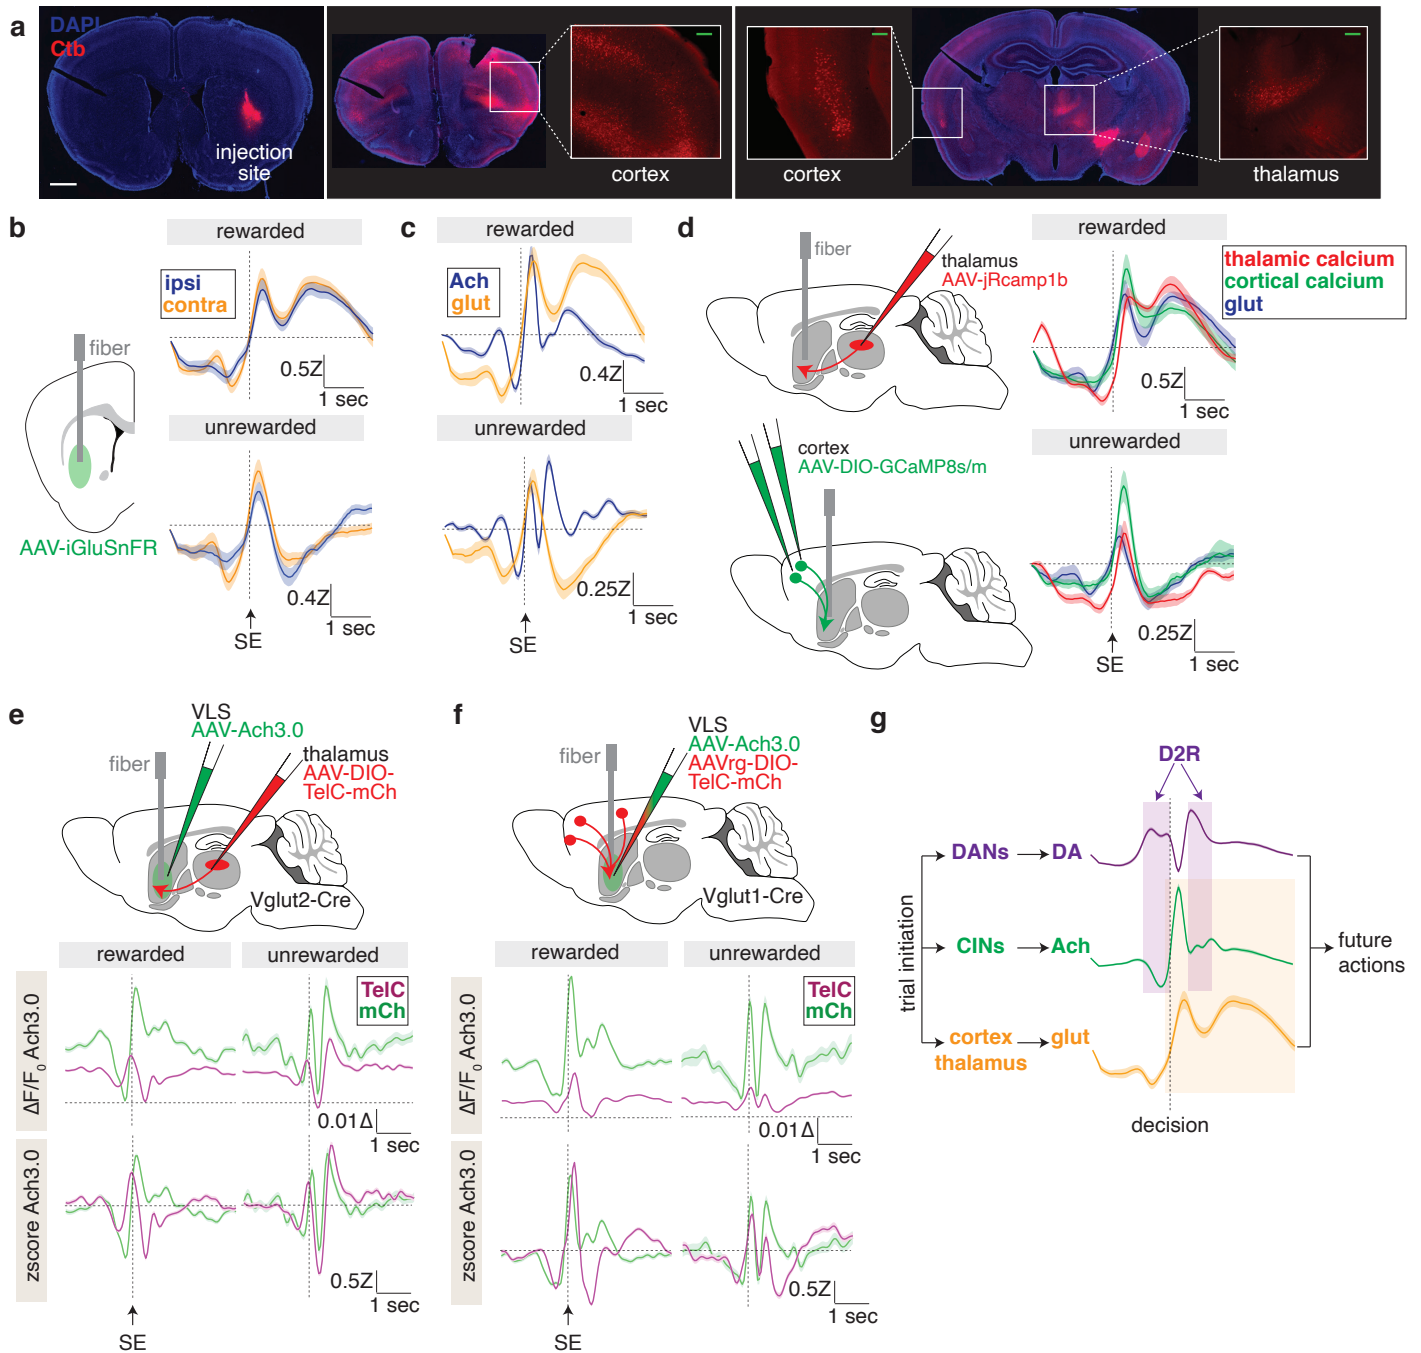 a
DAPI
Ctb
injection
site
cortex
cortex
thalamus
b
rewarded
ipsi
contra
fiber
0.5Z
1 sec
unrewarded
AAV-iGluSnFR
0.4Z
1 sec
SE
c
rewarded
Ach
glut
0.4Z
1 sec
unrewarded
0.25Z
1 sec
SE
d
fiber
thalamus
AAV-jRcamp1b
cortex
AAV-DIO-GCaMP8s/m
rewarded
thalamic calcium
cortical calcium
glut
0.5Z
1 sec
unrewarded
0.25Z
1 sec
SE
e
VLS
AAV-Ach3.0
fiber
thalamus
AAV-DIO-
TelC-mCh
Vglut2-Cre
rewarded
unrewarded
TelC
mCh
ΔF/F0 Ach3.0
0.01Δ
1 sec
zscore Ach3.0
0.5Z
1 sec
SE
f
VLS
AAV-Ach3.0
AAVrg-DIO-
TelC-mCh
fiber
Vglut1-Cre
rewarded
unrewarded
TelC
mCh
ΔF/F0 Ach3.0
0.01Δ
1 sec
zscore Ach3.0
0.5Z
1 sec
SE
g
D2R
trial initiation
DANs
DA
CINs
Ach
cortex
thalamus
glut
future
actions
decision